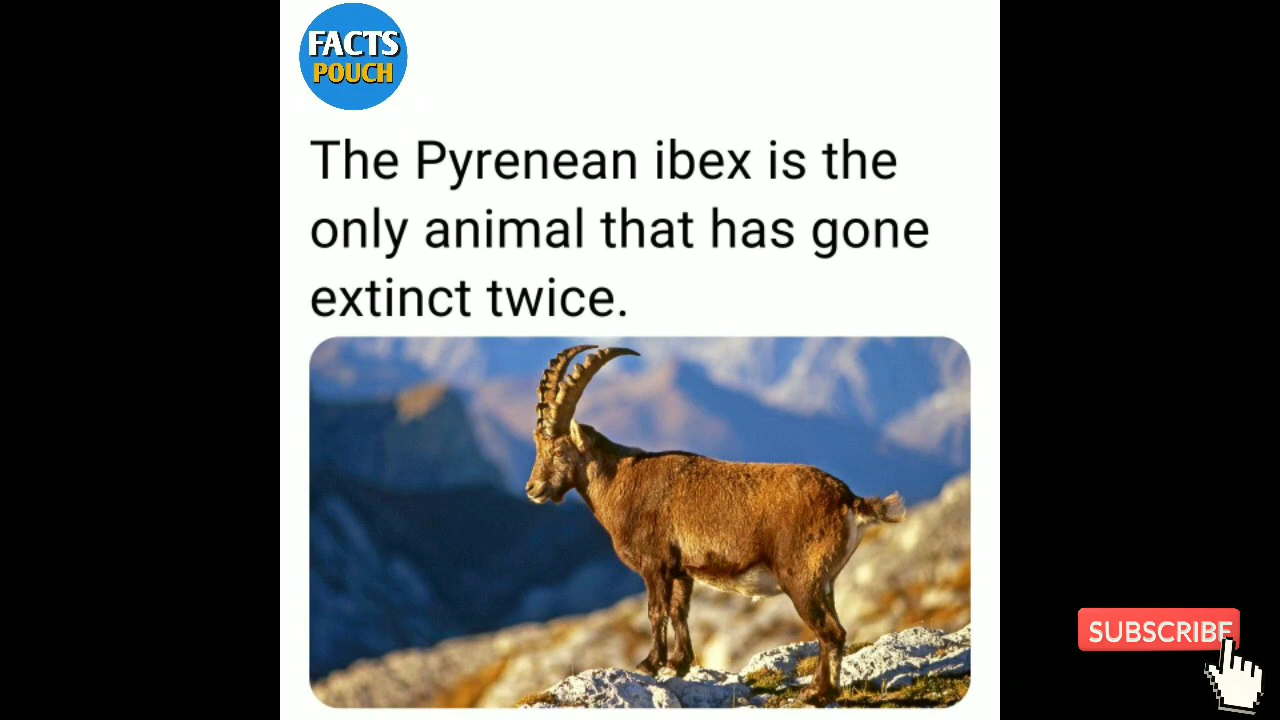 FACTS
POUCH
The Pyrenean ibex is the
only animal that has gone
extinct twice.
SUBSCRIBE